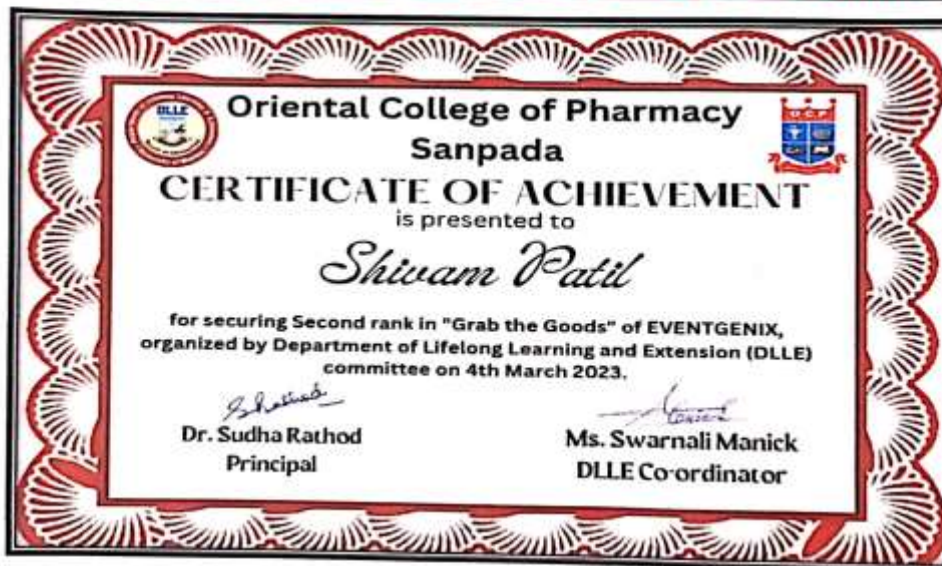 DLLE
Oriental College of Pharmacy
O C P
Sanpada
CERTIFICATE OF ACHIEVEMENT
is presented to
Shivam Patil
for securing Second rank in "Grab the Goods" of EVENTGENIX,
organized by Department of Lifelong Learning and Extension (DLLE)
committee on 4th March 2023.
Dr. Sudha Rathod
Principal
Ms. Swarnali Manick
DLLE Co-ordinator